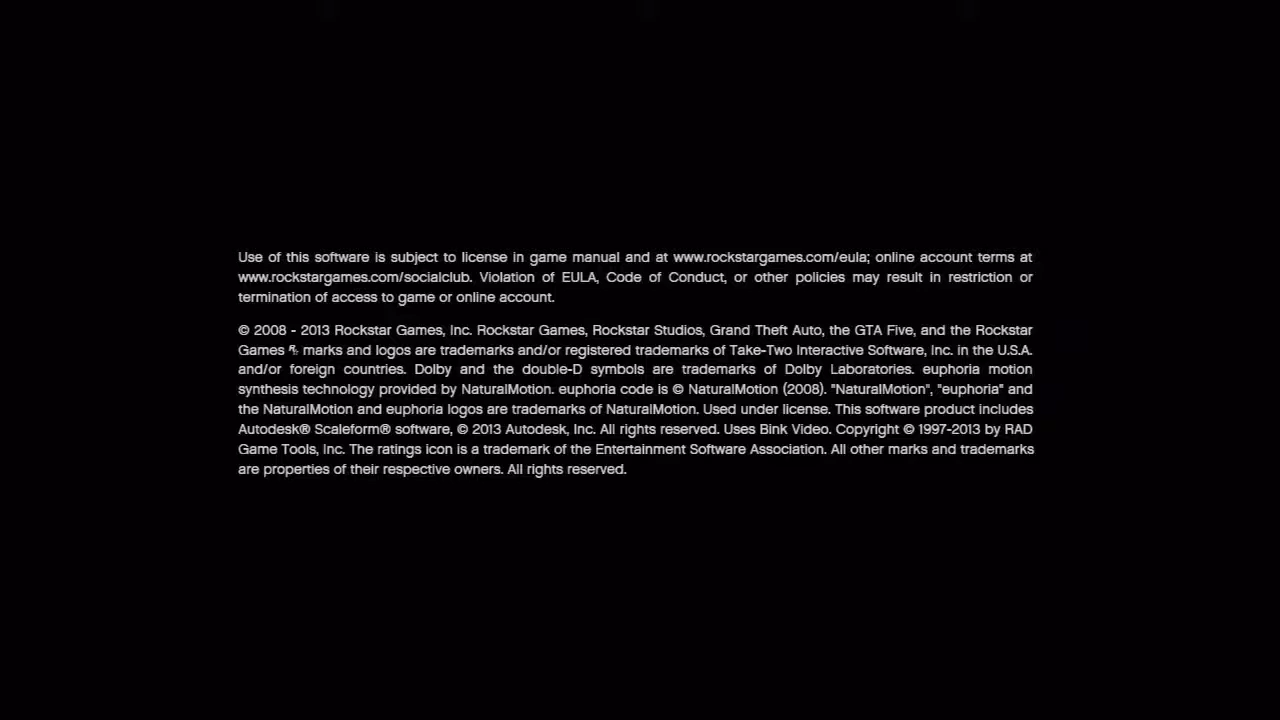 Use of this software is subject to license in game manual and at www.rockstargames.com/eula; online account terms at
www.rockstargames.com/socialclub. Violation of EULA, Code of Conduct, or other policies may result in restriction or
termination of access to game or online account.
© 2008 - 2013 Rockstar Games, Inc. Rockstar Games, Rockstar Studios, Grand Theft Auto, the GTA Five, and the Rockstar
Games marks and logos are trademarks and/or registered trademarks of Take-Two Interactive Software, Inc. in the U.S.A.
and/or foreign countries. Dolby and the double-D symbols are trademarks of Dolby Laboratories. euphoria motion
synthesis technology provided by NaturalMotion. euphoria code is © NaturalMotion (2008). "NaturalMotion", "euphoria" and
the NaturalMotion and euphoria logos are trademarks of NaturalMotion. Used under license. This software product includes
Autodesk® Scaleform® software, © 2013 Autodesk, Inc. All rights reserved. Uses Bink Video. Copyright © 1997-2013 by RAD
Game Tools, Inc. The ratings icon is a trademark of the Entertainment Software Association. All other marks and trademarks
are properties of their respective owners. All rights reserved.